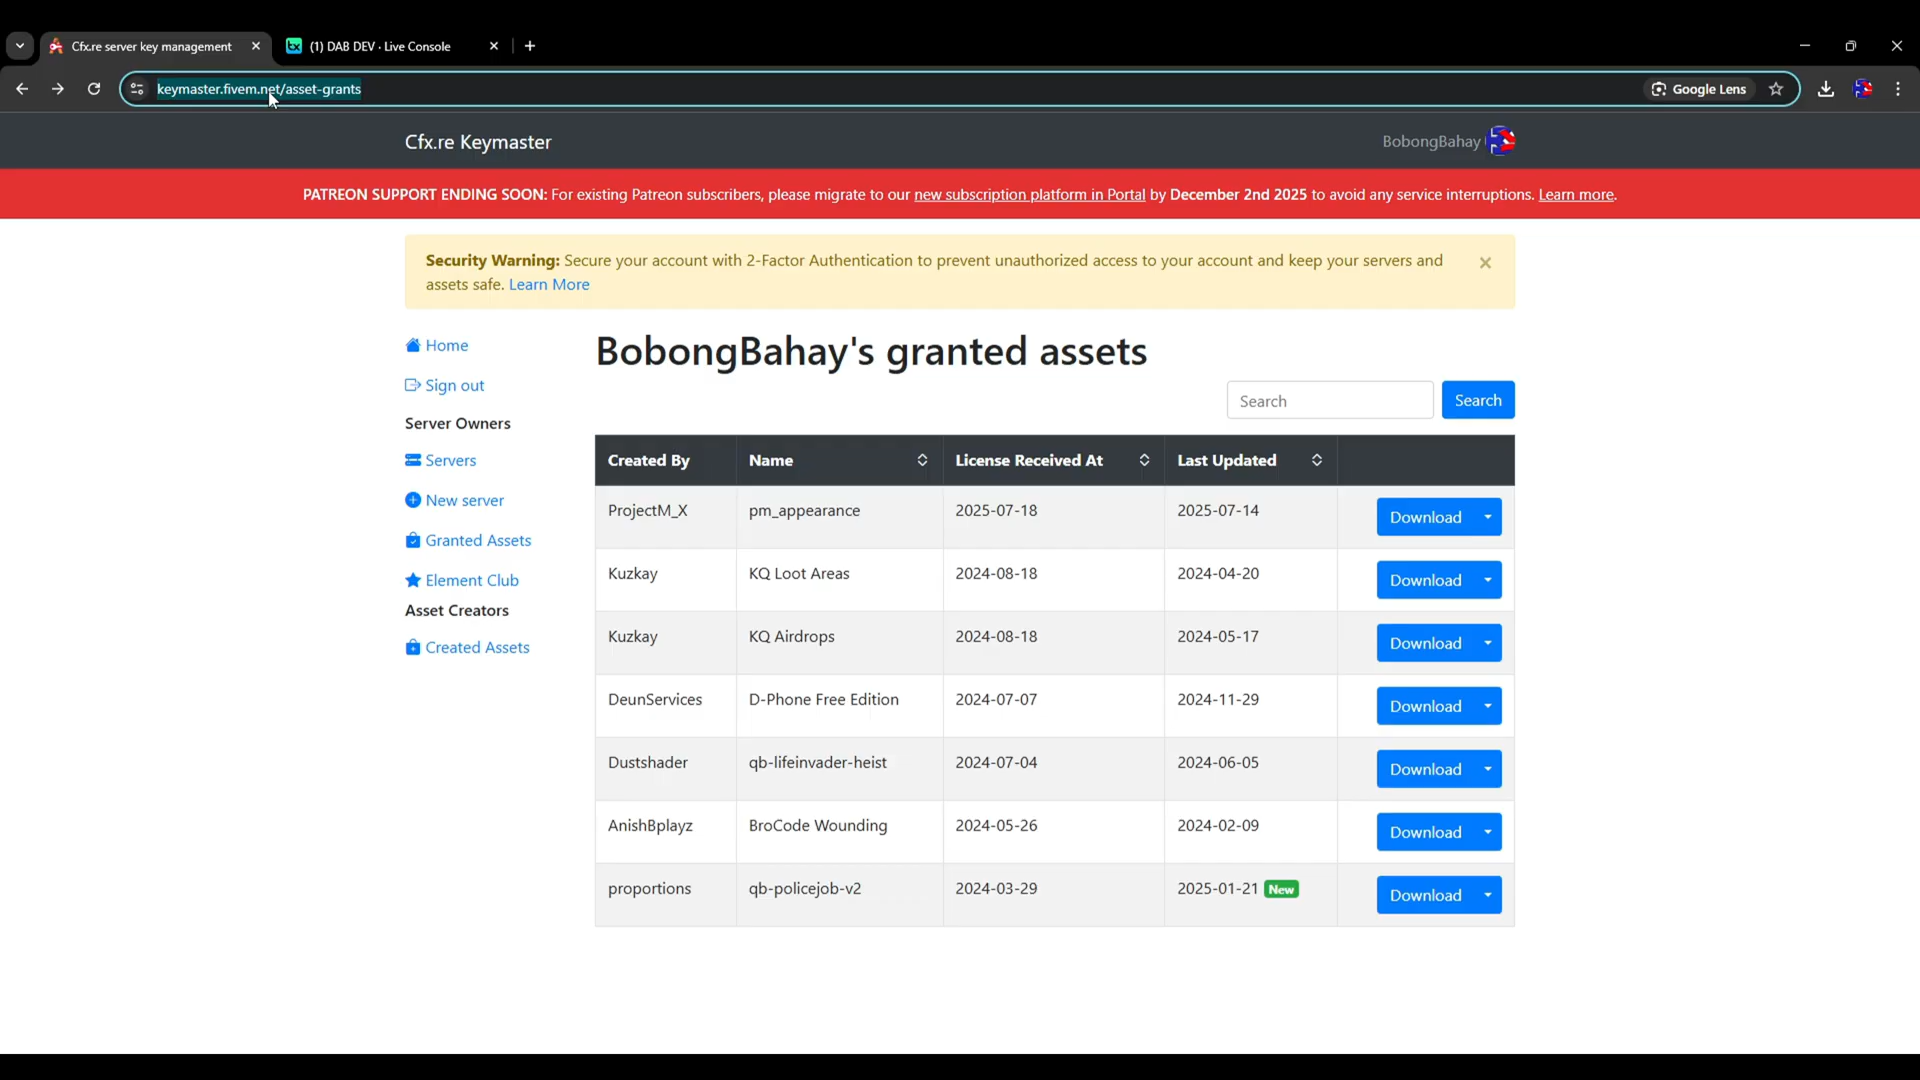 Cfx.re server key management
(1) DAB DEV · Live Console
keymaster.fivem.net/asset-grants
Google Lens
Cfx.re Keymaster
BobongBahay
PATREON SUPPORT ENDING SOON: For existing Patreon subscribers, please migrate to our new subscription platform in Portal by December 2nd 2025 to avoid any service interruptions. Learn more.
Security Warning: Secure your account with 2-Factor Authentication to prevent unauthorized access to your account and keep your servers and
assets safe. Learn More
Home
Sign out
Server Owners
Servers
New server
Granted Assets
Element Club
Asset Creators
Created Assets
BobongBahay's granted assets
Search Search
Created By Name License Received At Last Updated
ProjectM_X pm_appearance 2025-07-18 2025-07-14 Download
Kuzkay KQ Loot Areas 2024-08-18 2024-04-20 Download
Kuzkay KQ Airdrops 2024-08-18 2024-05-17 Download
DeunServices D-Phone Free Edition 2024-07-07 2024-11-29 Download
Dustshader qb-lifeinvader-heist 2024-07-04 2024-06-05 Download
AnishBplayz BroCode Wounding 2024-05-26 2024-02-09 Download
proportions qb-policejob-v2 2024-03-29 2025-01-21 New Download